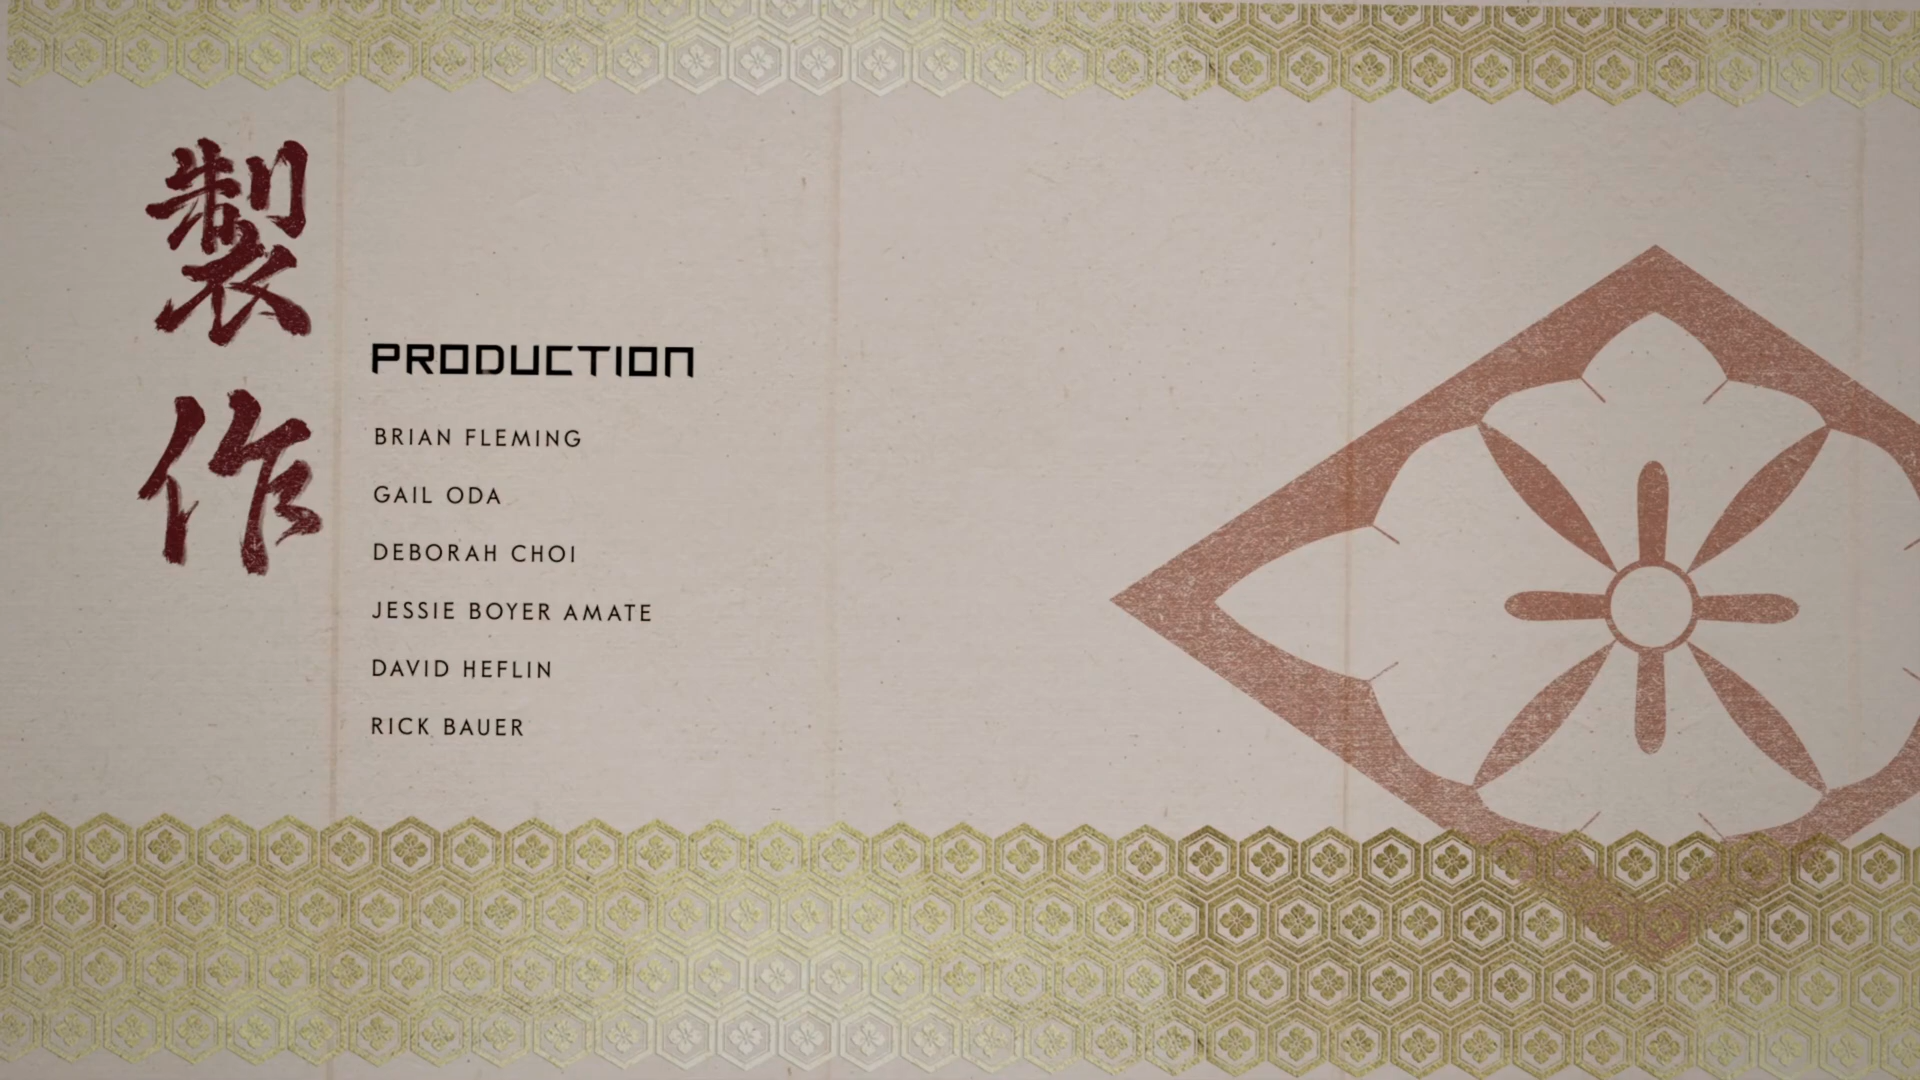 製作
PRODUCTION
BRIAN FLEMING
GAIL ODA
DEBORAH CHOI
JESSIE BOYER AMATE
DAVID HEFLIN
RICK BAUER